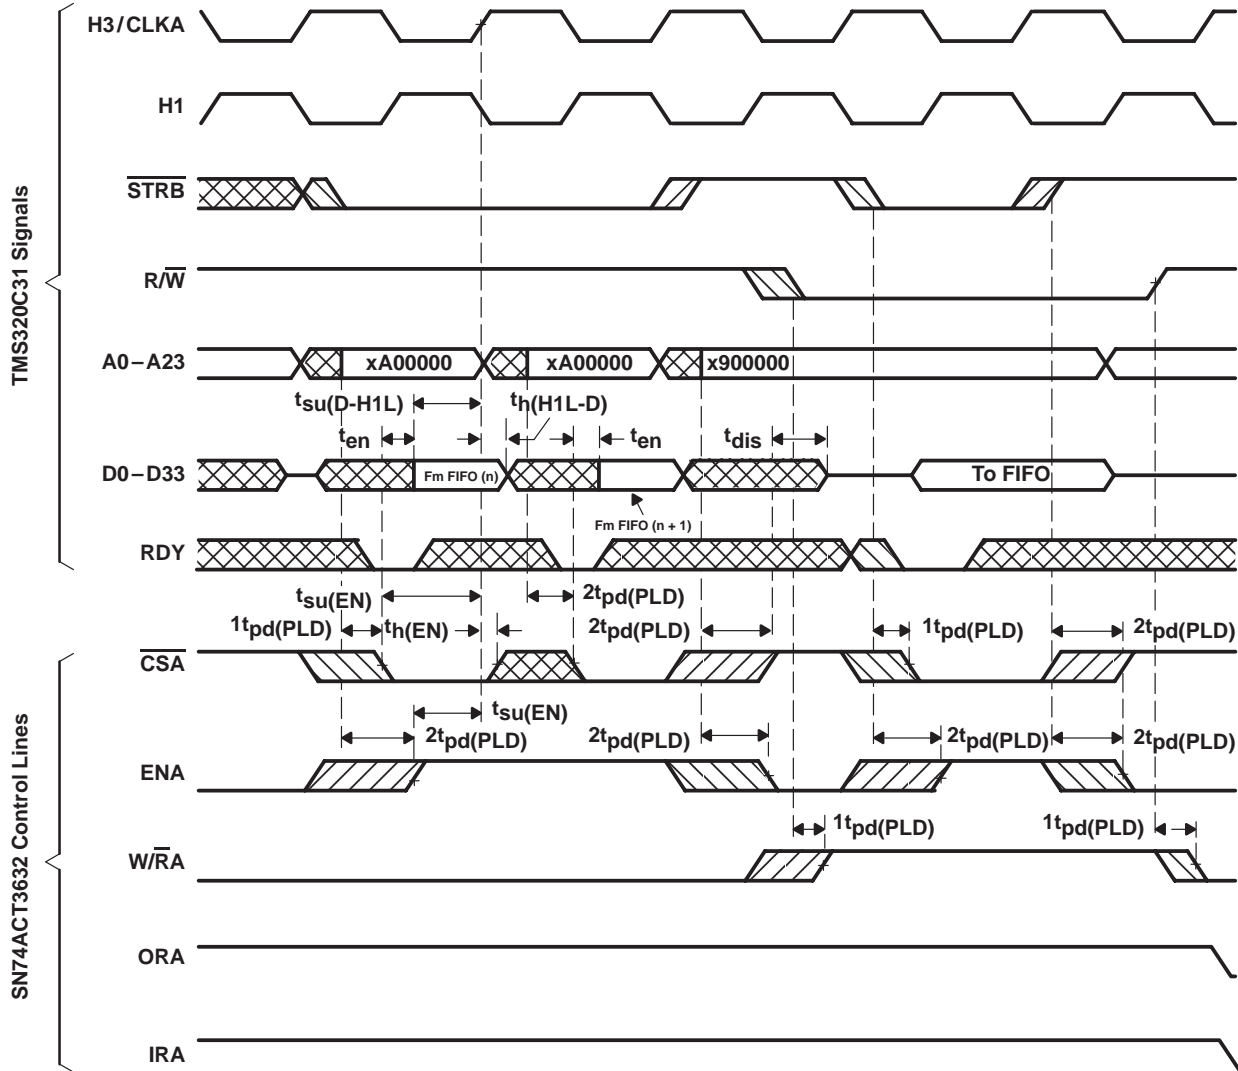 TMS320C31 Signals
H3/CLKA
H1
STRB
R/W
A0–A23
xA00000
xA00000
x900000
tsu(D-H1L)
th(H1L-D)
ten
ten
tdis
D0–D33
Fm FIFO (n)
To FIFO
Fm FIFO (n + 1)
RDY
tsu(EN)
2tpd(PLD)
1tpd(PLD)
th(EN)
2tpd(PLD)
1tpd(PLD)
2tpd(PLD)
SN74ACT3632 Control Lines
CSA
tsu(EN)
2tpd(PLD)
2tpd(PLD)
2tpd(PLD)
2tpd(PLD)
ENA
1tpd(PLD)
1tpd(PLD)
W/RA
ORA
IRA